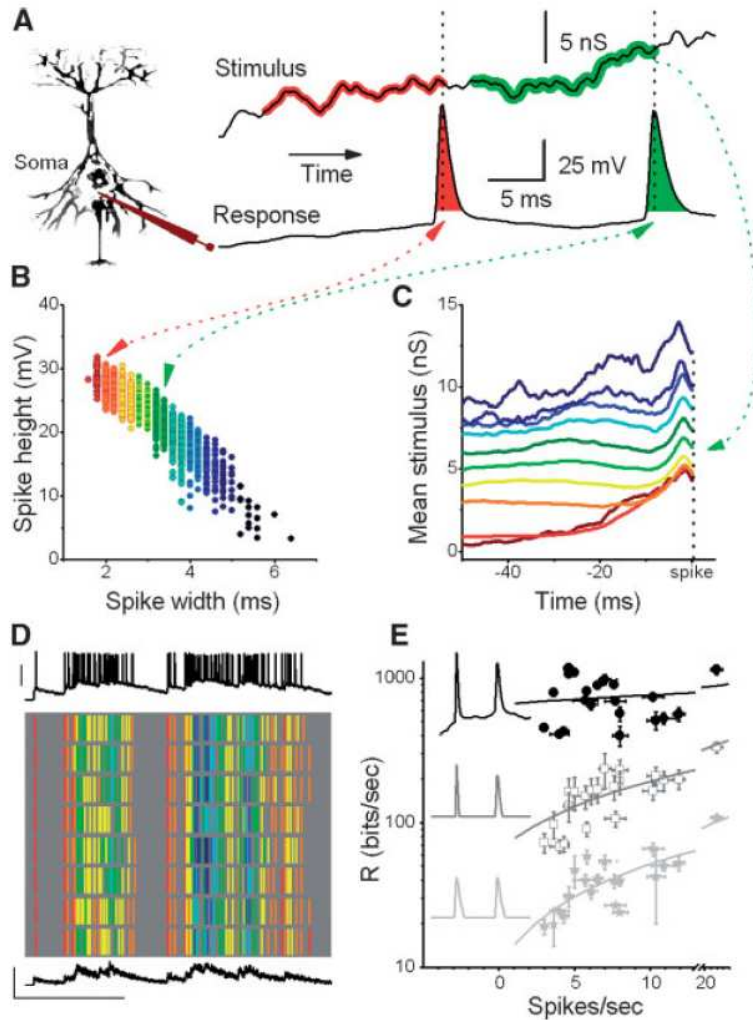 A
Stimulus
5 nS
Soma
Time
25 mV
5 ms
Response
B
Spike height (mV)
40
30
20
10
0
2
4
6
Spike width (ms)
C
Mean stimulus (nS)
15
10
5
0
-40
-20
spike
Time (ms)
D
E
R (bits/sec)
1000
100
10
0
5
10
20
Spikes/sec